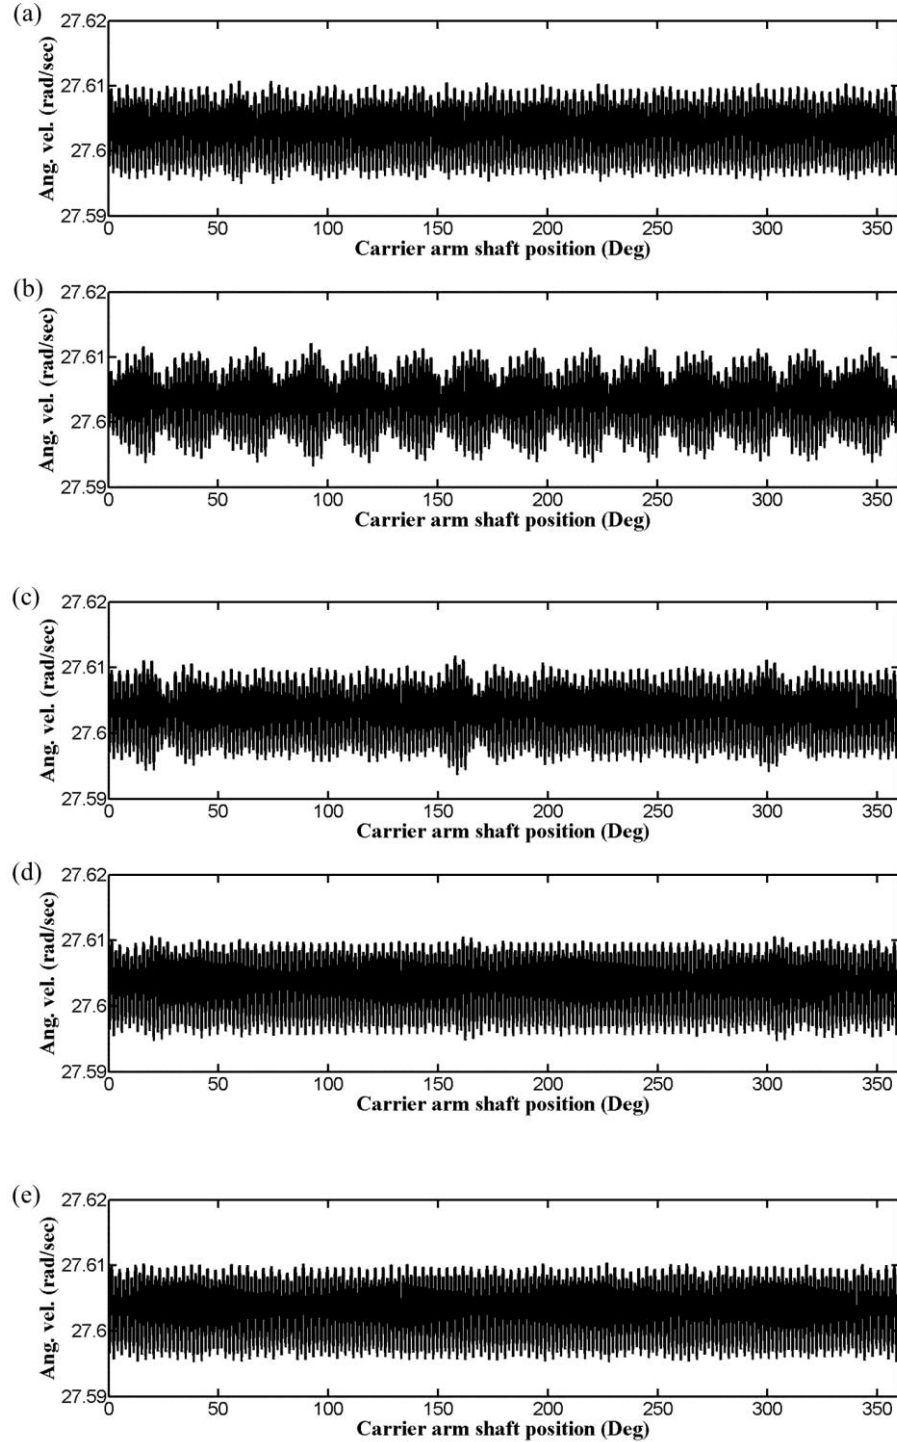 (a)
27.62
27.61
27.6
27.59
Ang. vel. (rad/sec)
0 50 100 150 200 250 300 350
Carrier arm shaft position (Deg)
(b)
27.62
27.61
27.6
27.59
Ang. vel. (rad/sec)
0 50 100 150 200 250 300 350
Carrier arm shaft position (Deg)
(c)
27.62
27.61
27.6
27.59
Ang. vel. (rad/sec)
0 50 100 150 200 250 300 350
Carrier arm shaft position (Deg)
(d)
27.62
27.61
27.6
27.59
Ang. vel. (rad/sec)
0 50 100 150 200 250 300 350
Carrier arm shaft position (Deg)
(e)
27.62
27.61
27.6
27.59
Ang. vel. (rad/sec)
0 50 100 150 200 250 300 350
Carrier arm shaft position (Deg)